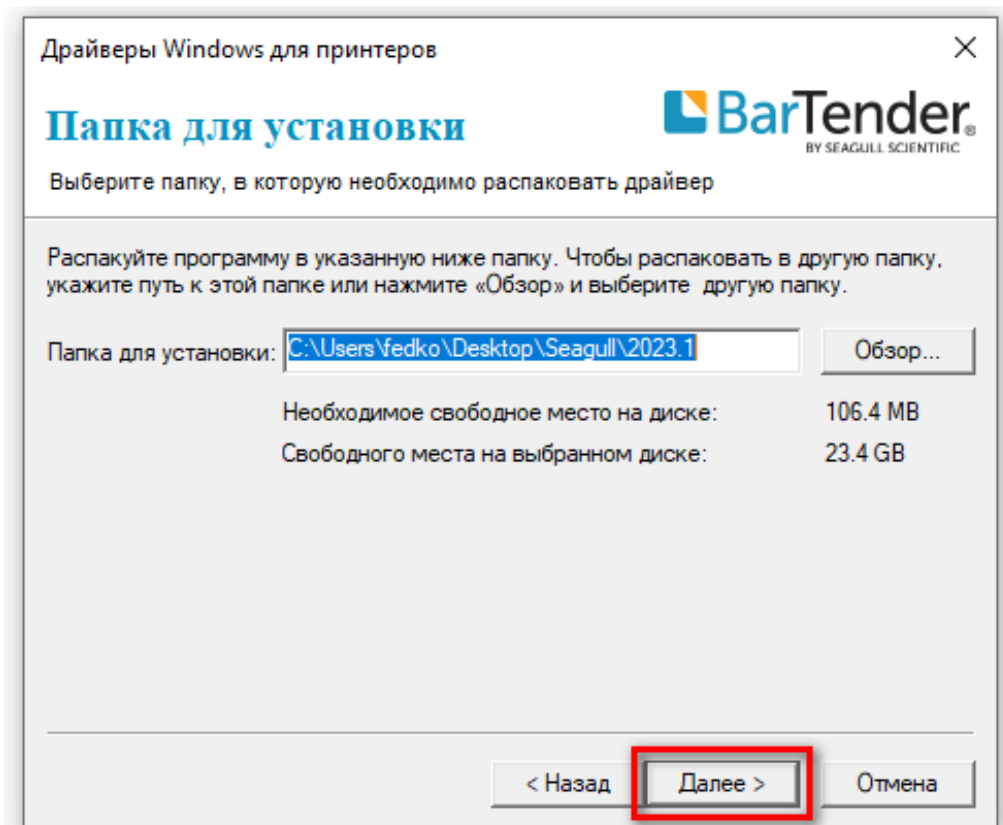 Драйверы Windows для принтеров
Папка для установки
BarTender®
BY SEAGULL SCIENTIFIC
Выберите папку, в которую необходимо распаковать драйвер
Распакуйте программу в указанную ниже папку. Чтобы распаковать в другую папку,
укажите путь к этой папке или нажмите «Обзор» и выберите другую папку.
Папка для установки: C:\Users\fedko\Desktop\Seagull\2023.1 Обзор...
Необходимое свободное место на диске: 106.4 MB
Свободного места на выбранном диске: 23.4 GB
< Назад Далее > Отмена